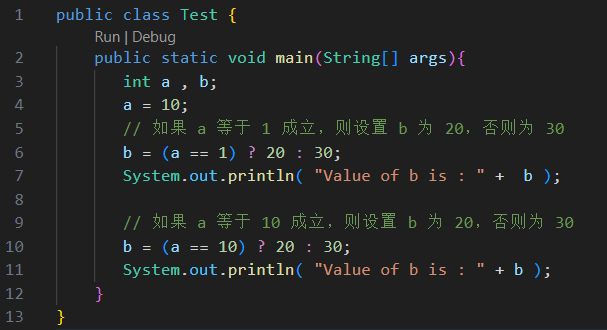 1 public class Test {
Run | Debug
2 public static void main(String[] args){
3 int a , b;
4 a = 10;
5 // 如果 a 等于 1 成立，则设置 b 为 20，否则为 30
6 b = (a == 1) ? 20 : 30;
7 System.out.println( "Value of b is : " +  b );
8
9 // 如果 a 等于 10 成立，则设置 b 为 20，否则为 30
10 b = (a == 10) ? 20 : 30;
11 System.out.println( "Value of b is : " + b );
12 }
13 }